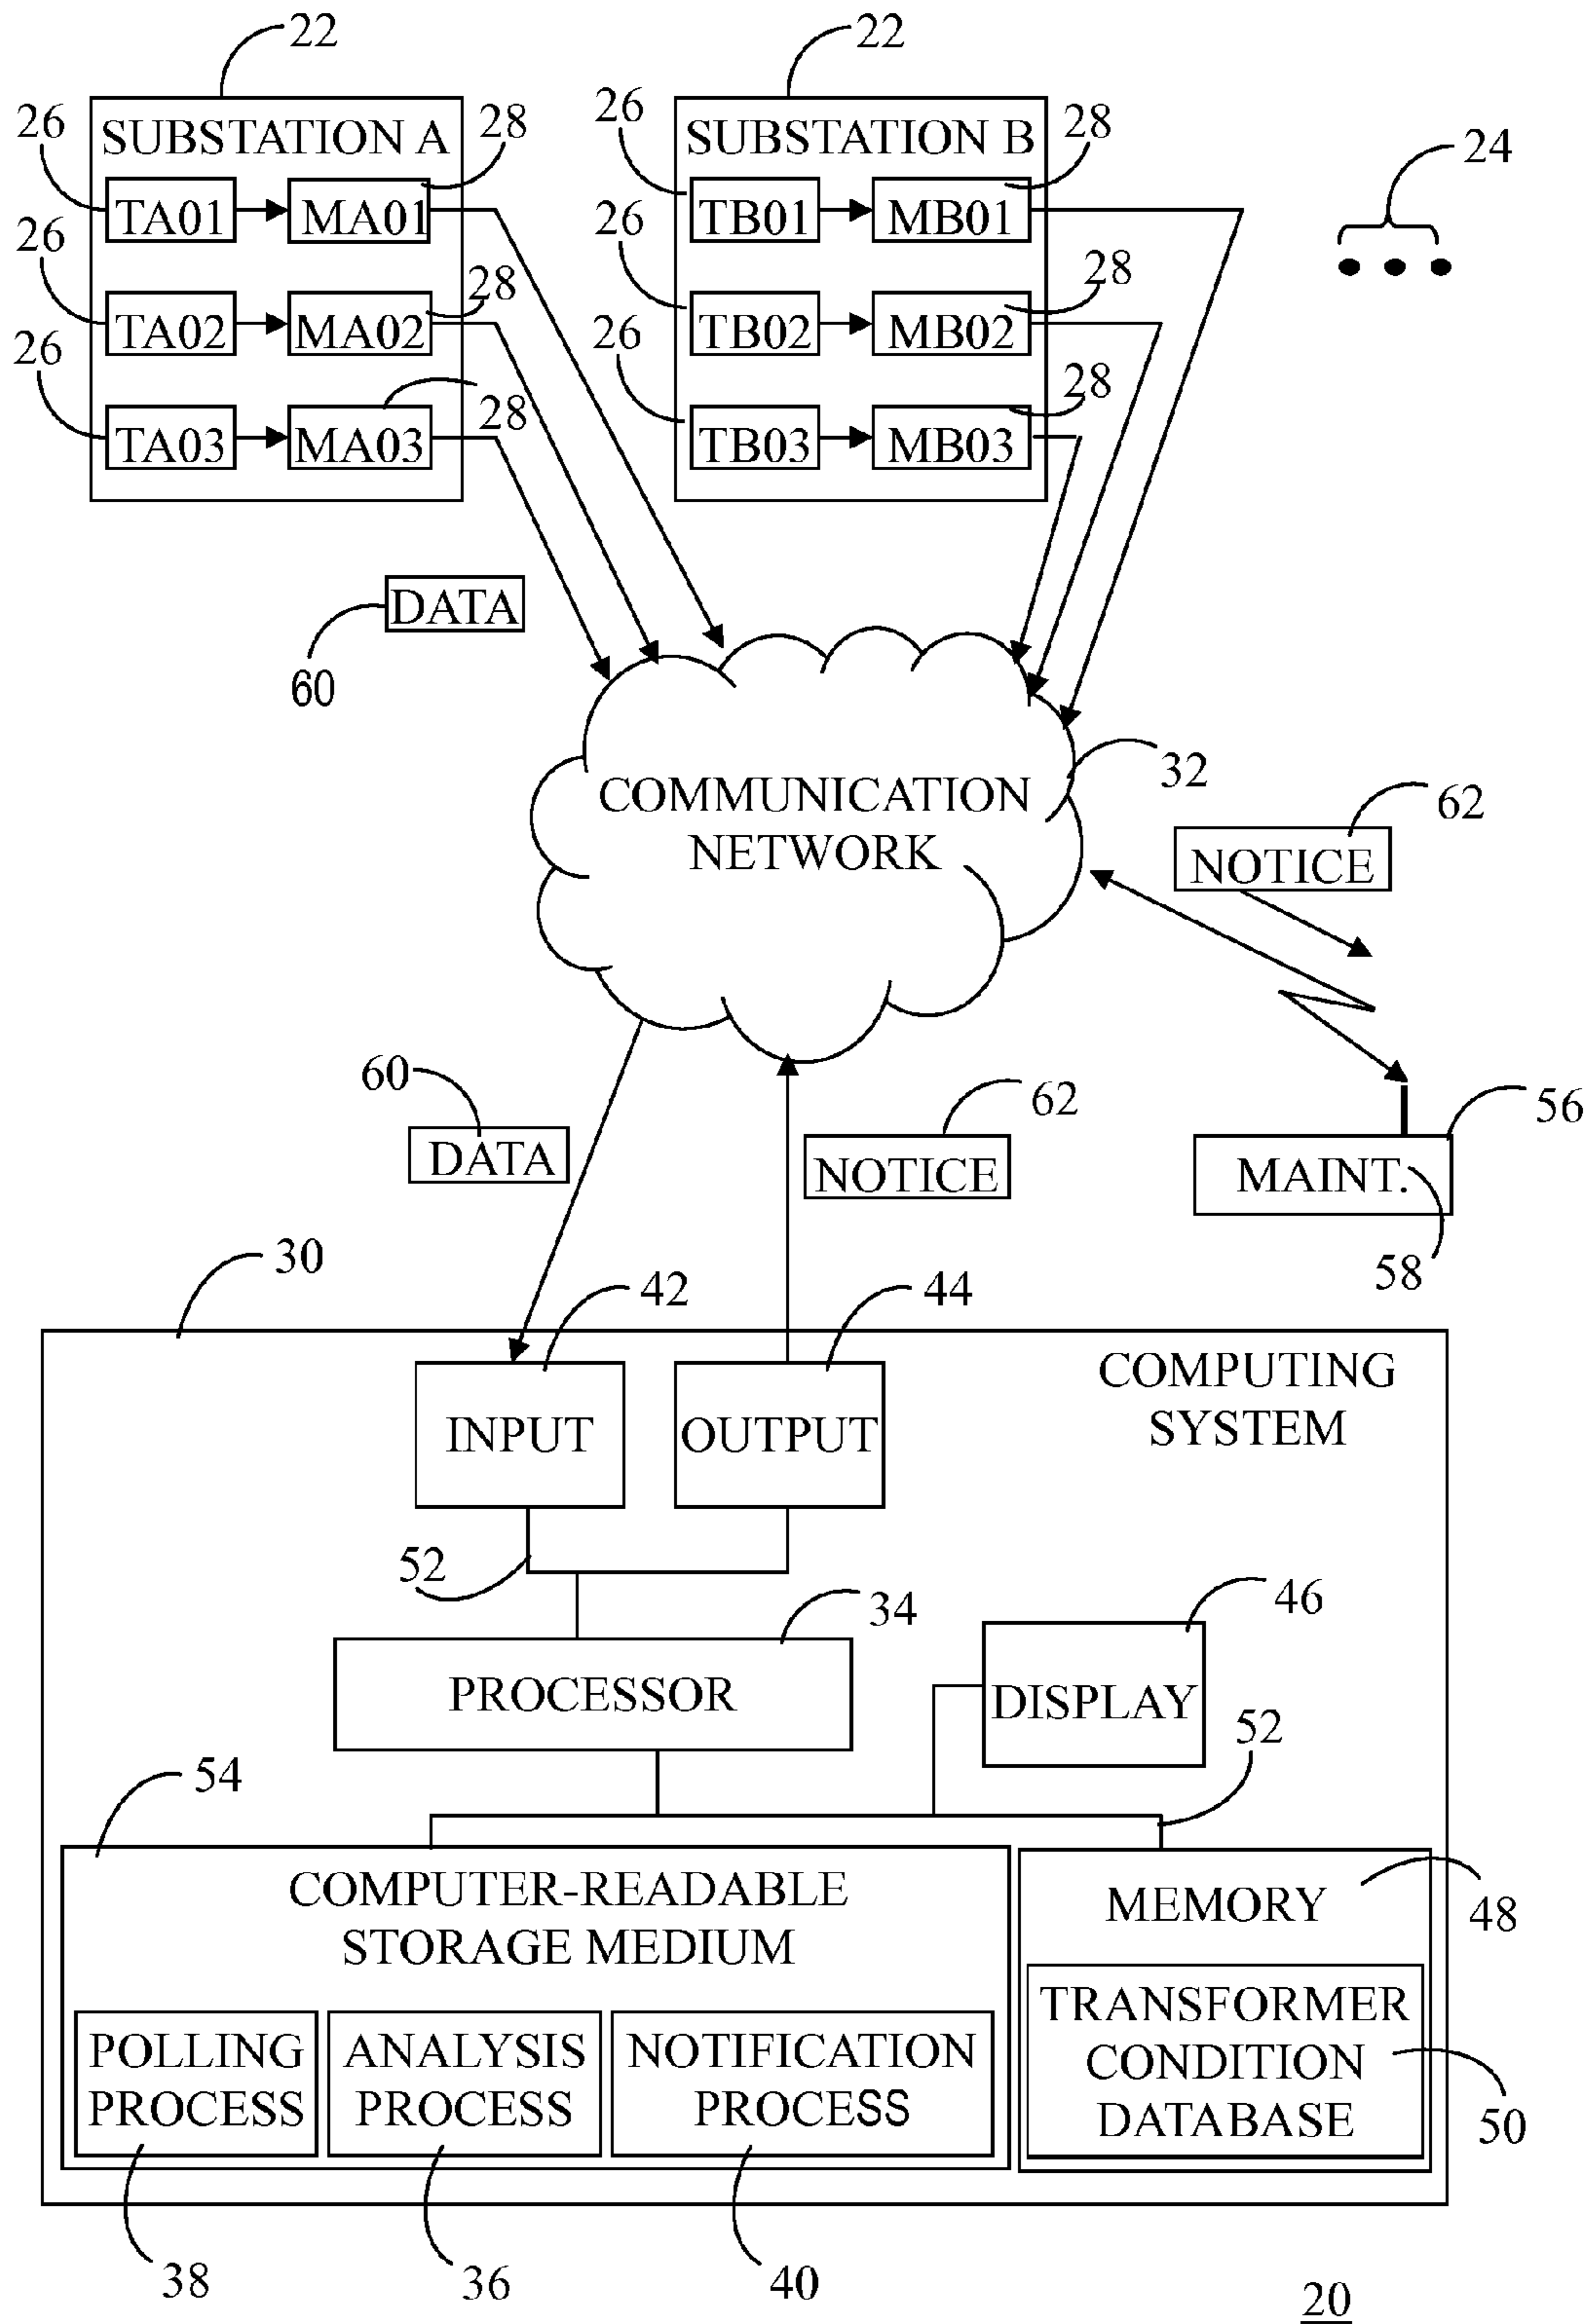 22
22
26
SUBSTATION A
28
26
SUBSTATION B
28
24
TA01
MA01
TB01
MB01
26
28
26
28
TA02
MA02
TB02
MB02
26
28
26
28
TA03
MA03
TB03
MB03
DATA
60
COMMUNICATION
NETWORK
32
62
NOTICE
60
DATA
62
NOTICE
56
MAINT.
58
30
42
44
COMPUTING
SYSTEM
INPUT
OUTPUT
52
34
46
PROCESSOR
DISPLAY
52
54
COMPUTER-READABLE
STORAGE MEDIUM
MEMORY
48
POLLING
PROCESS
ANALYSIS
PROCESS
NOTIFICATION
PROCESS
TRANSFORMER
CONDITION
DATABASE
50
38
36
40
20